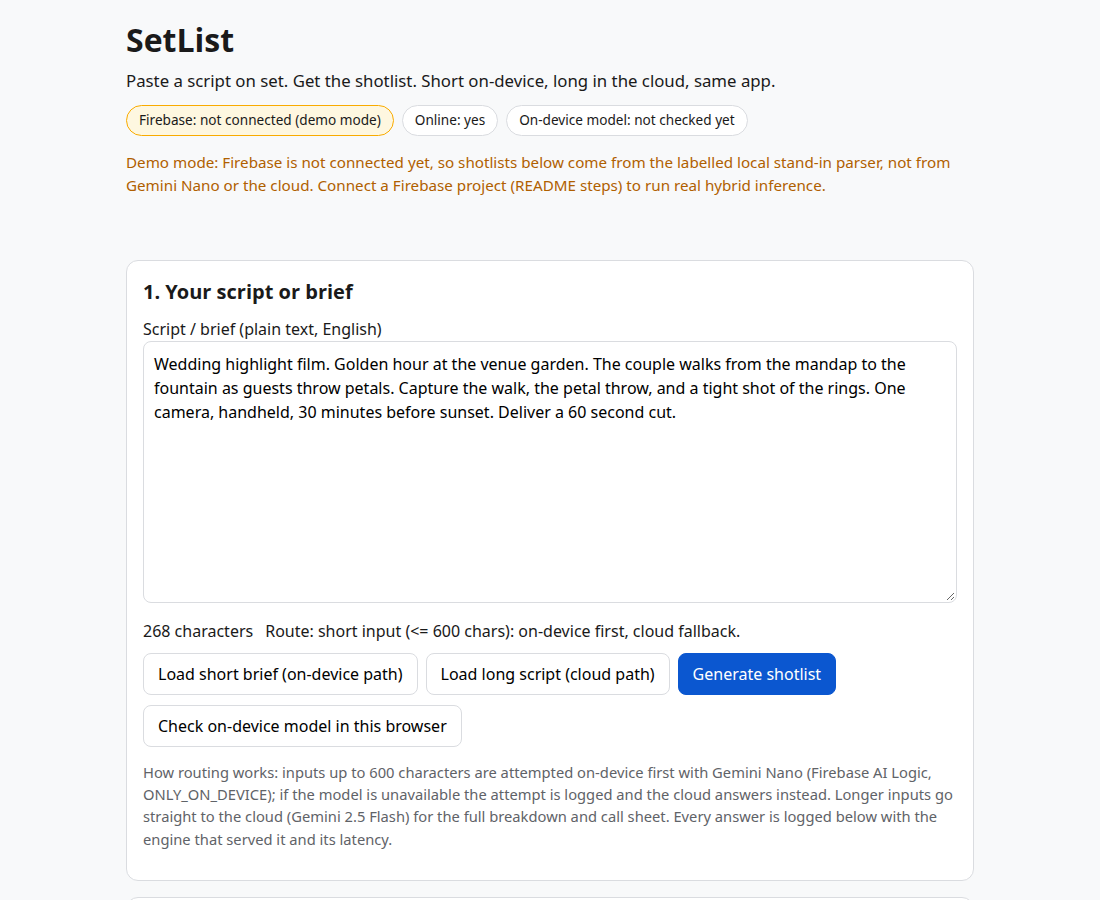 SetList
Paste a script on set. Get the shotlist. Short on-device, long in the cloud, same app.
Firebase: not connected (demo mode) Online: yes On-device model: not checked yet
Demo mode: Firebase is not connected yet, so shotlists below come from the labelled local stand-in parser, not from
Gemini Nano or the cloud. Connect a Firebase project (README steps) to run real hybrid inference.
1. Your script or brief
Script / brief (plain text, English)
Wedding highlight film. Golden hour at the venue garden. The couple walks from the mandap to the
fountain as guests throw petals. Capture the walk, the petal throw, and a tight shot of the rings. One
camera, handheld, 30 minutes before sunset. Deliver a 60 second cut.
268 characters Route: short input (<= 600 chars): on-device first, cloud fallback.
Load short brief (on-device path) Load long script (cloud path) Generate shotlist
Check on-device model in this browser
How routing works: inputs up to 600 characters are attempted on-device first with Gemini Nano (Firebase AI Logic,
ONLY_ON_DEVICE); if the model is unavailable the attempt is logged and the cloud answers instead. Longer inputs go
straight to the cloud (Gemini 2.5 Flash) for the full breakdown and call sheet. Every answer is logged below with the
engine that served it and its latency.